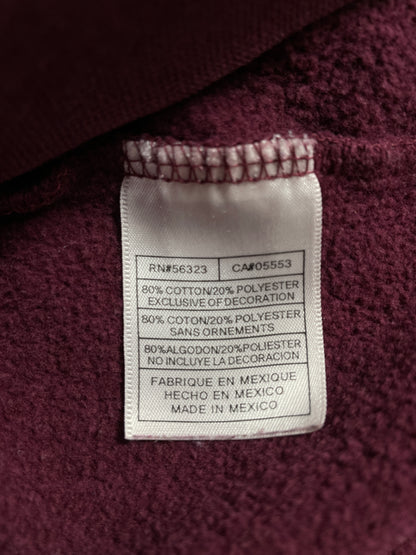 RN#56323 CA#05553
80% COTTON/20% POLYESTER
EXCLUSIVE OF DECORATION
80% COTON/20% POLYESTER
SANS ORNEMENTS
80%ALGODON/20%POLIESTER
NO INCLUYE LA DECORACION
FABRIQUE EN MEXIQUE
HECHO EN MEXICO
MADE IN MEXICO